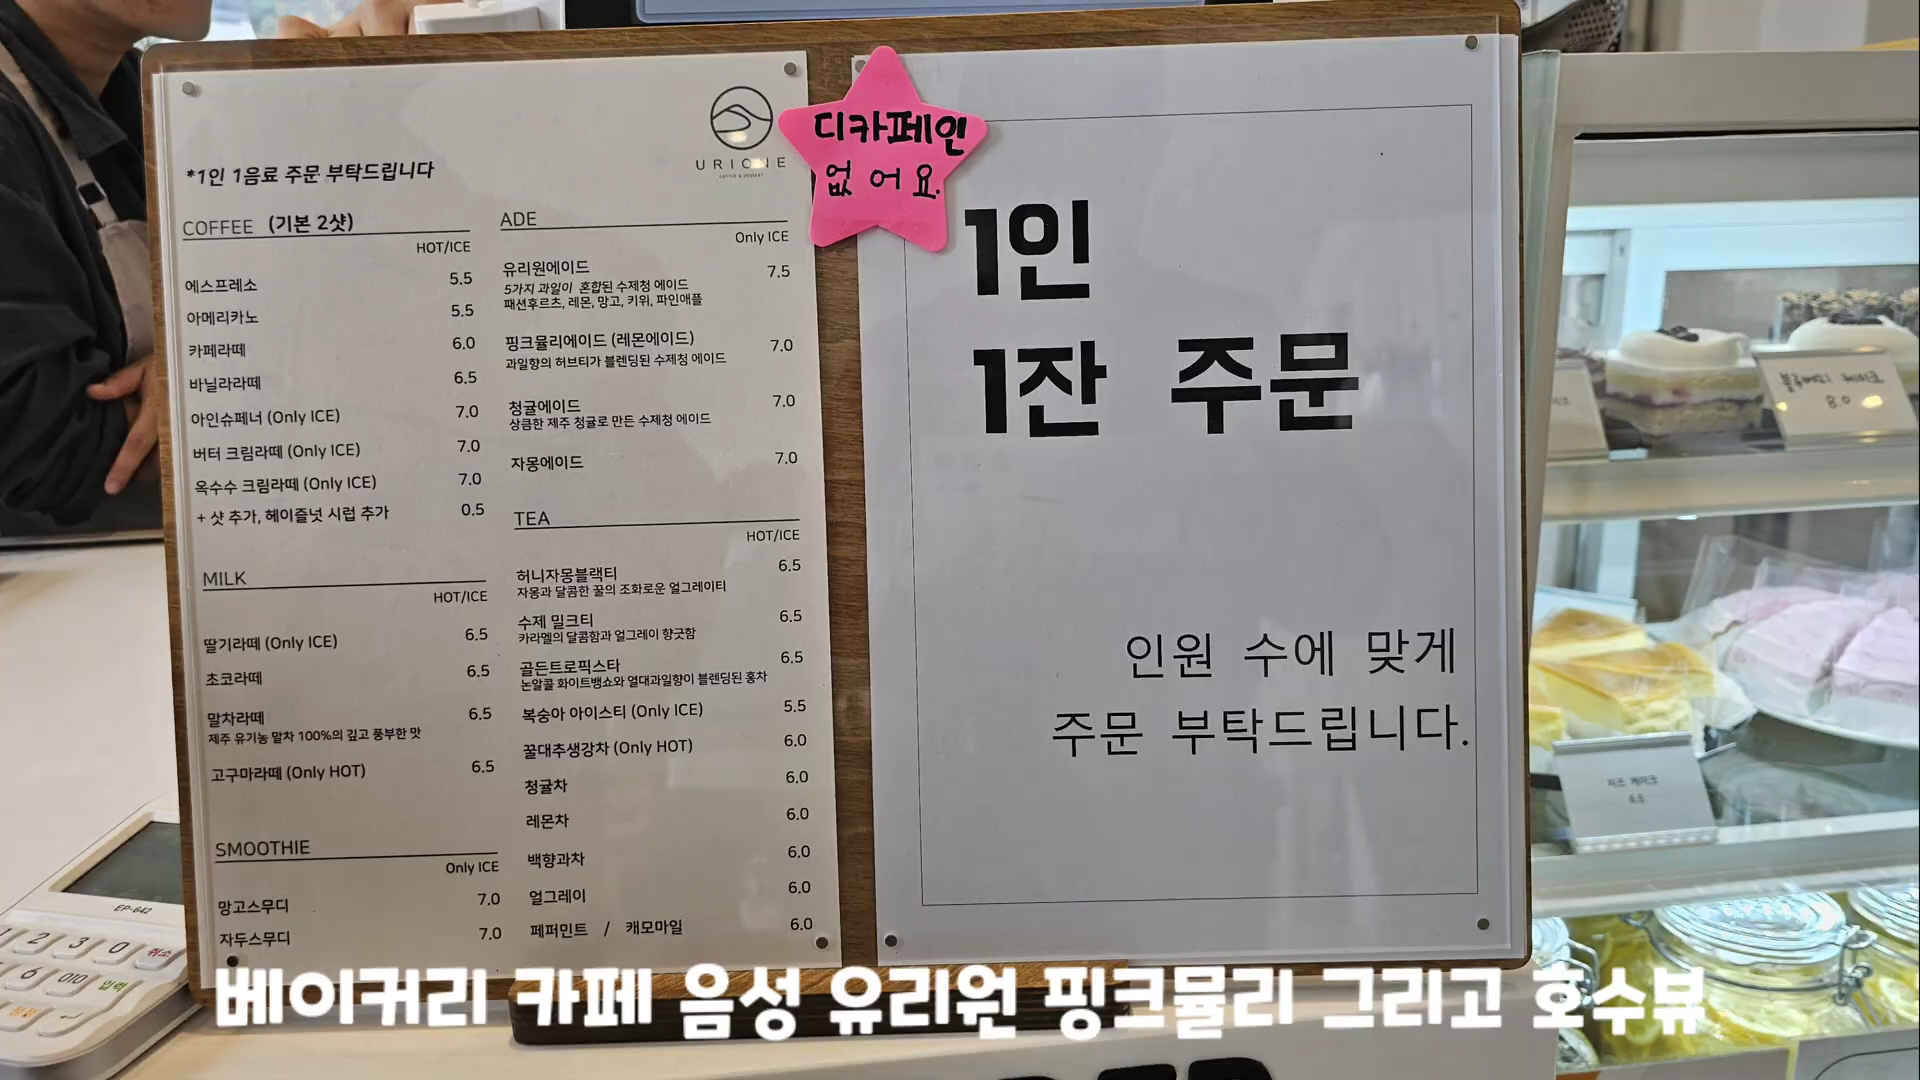 URIONE
COFFEE & DESSERT
*1인 1음료 주문 부탁드립니다
COFFEE (기본 2샷)
HOT/ICE
에스프레소 5.5
아메리카노 5.5
카페라떼 6.0
바닐라라떼 6.5
아인슈페너 (Only ICE) 7.0
버터 크림라떼 (Only ICE) 7.0
옥수수 크림라떼 (Only ICE) 7.0
+ 샷 추가, 헤이즐넛 시럽 추가 0.5
MILK
HOT/ICE
딸기라떼 (Only ICE) 6.5
초코라떼 6.5
말차라떼 6.5
제주 유기농 말차 100%의 깊고 풍부한 맛
고구마라떼 (Only HOT) 6.5
SMOOTHIE
Only ICE
망고스무디 7.0
자두스무디 7.0
ADE
Only ICE
유리원에이드 7.5
5가지 과일이 혼합된 수제청 에이드
패션후르츠, 레몬, 망고, 키위, 파인애플
핑크뮬리에이드 (레몬에이드) 7.0
과일향의 허브티가 블렌딩된 수제청 에이드
청귤에이드 7.0
상큼한 제주 청귤로 만든 수제청 에이드
자몽에이드 7.0
TEA
HOT/ICE
허니자몽블랙티 6.5
자몽과 달콤한 꿀의 조화로운 얼그레이티
수제 밀크티 6.5
카라멜의 달콤함과 얼그레이 향긋함
골든트로픽스타 6.5
논알콜 화이트뱅쇼와 열대과일향이 블렌딩된 홍차
복숭아 아이스티 (Only ICE) 5.5
꿀대추생강차 (Only HOT) 6.0
청귤차 6.0
레몬차 6.0
백향과차 6.0
얼그레이 6.0
페퍼민트 / 캐모마일 6.0
디카페인
없어요.
1인
1잔 주문
인원 수에 맞게
주문 부탁드립니다.
블루베리 케이크
8.0
치즈 케이크
6.5
EP-642
2 3 0 취소
6 010 입력
정정
베이커리 카페 음성 유리원 핑크뮬리 그리고 호수뷰